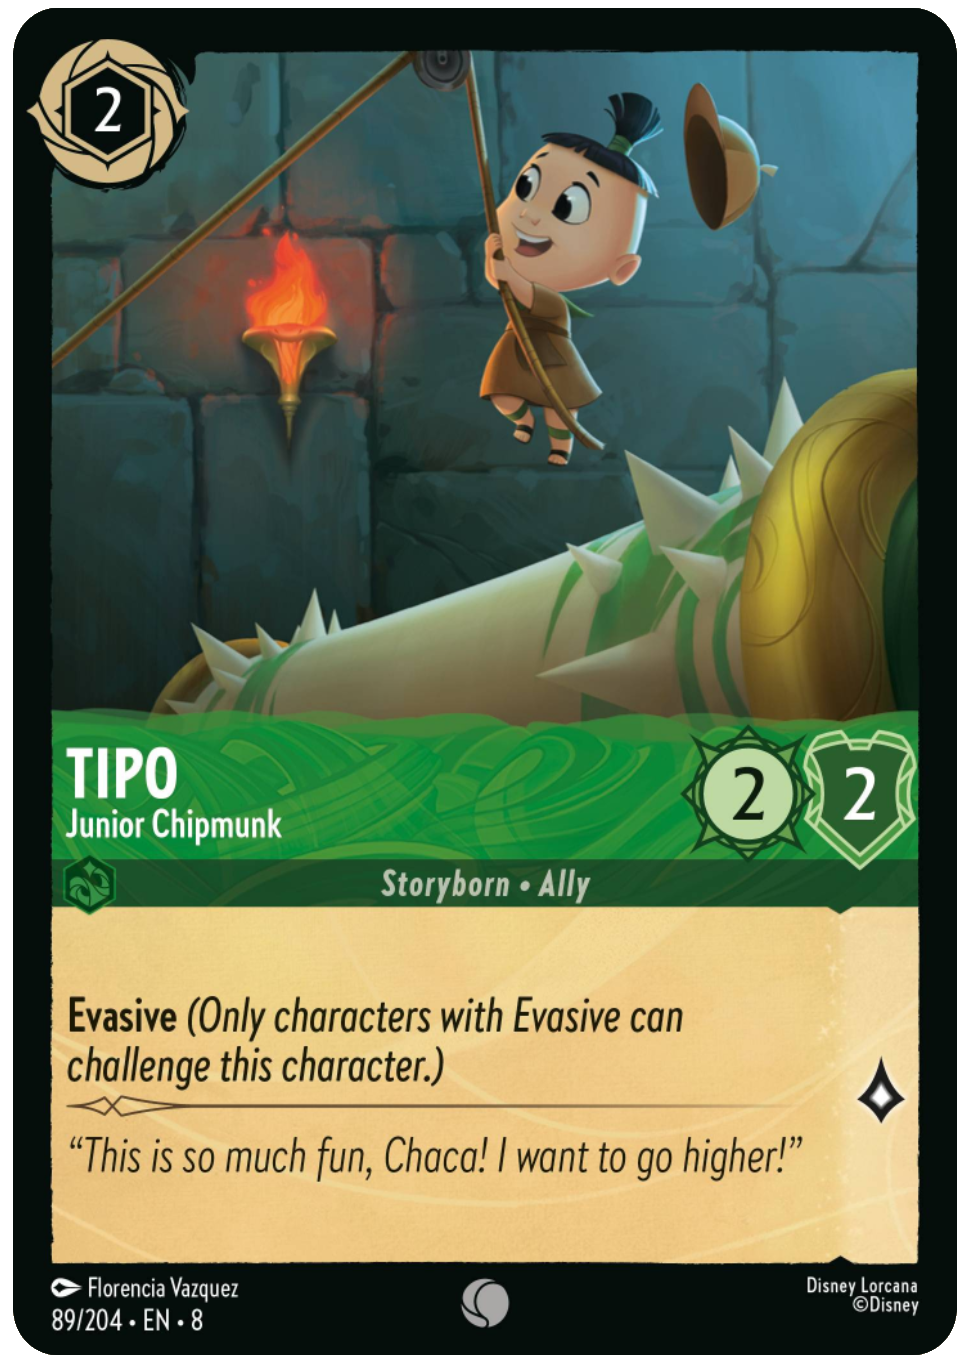 2
TIPO
Junior Chipmunk
2
2
Storyborn • Ally
Evasive (Only characters with Evasive can
challenge this character.)
“This is so much fun, Chaca! I want to go higher!”
Florencia Vazquez
89/204 • EN • 8
Disney Lorcana
©Disney